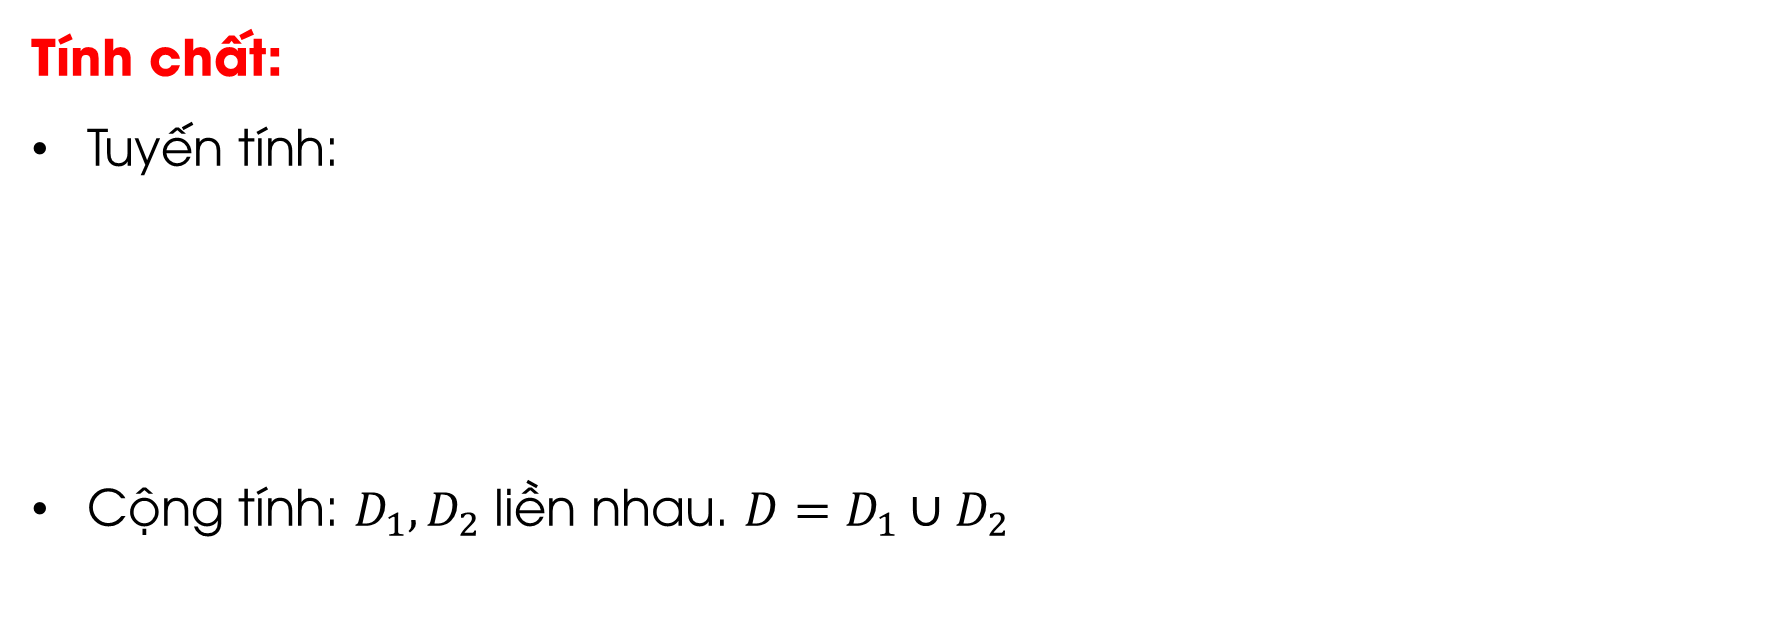 Tính chất:
• Tuyến tính:
• Cộng tính: D₁, D₂ liền nhau. D = D₁ ∪ D₂